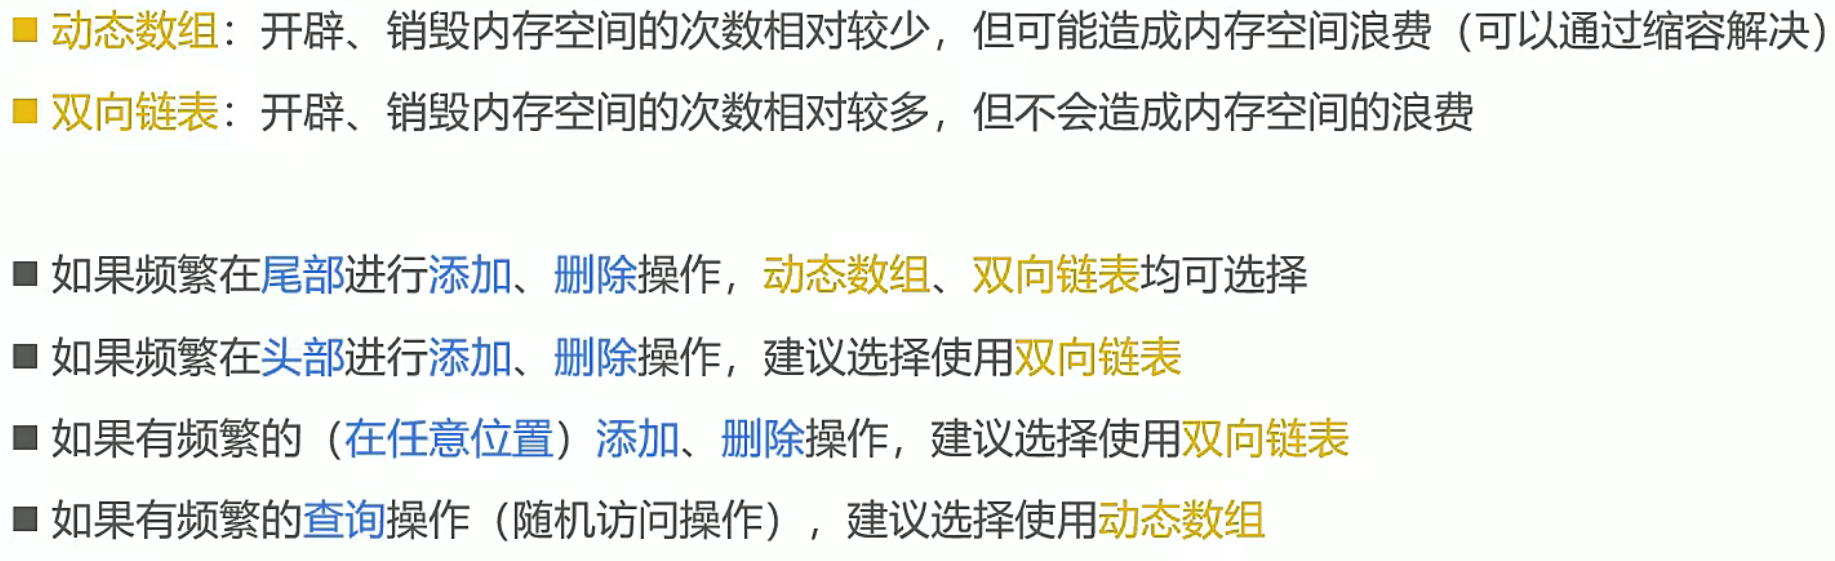 ■ 动态数组：开辟、销毁内存空间的次数相对较少，但可能造成内存空间浪费（可以通过缩容解决）
■ 双向链表：开辟、销毁内存空间的次数相对较多，但不会造成内存空间的浪费
■ 如果频繁在尾部进行添加、删除操作，动态数组、双向链表均可选择
■ 如果频繁在头部进行添加、删除操作，建议选择使用双向链表
■ 如果有频繁的（在任意位置）添加、删除操作，建议选择使用双向链表
■ 如果有频繁的查询操作（随机访问操作），建议选择使用动态数组